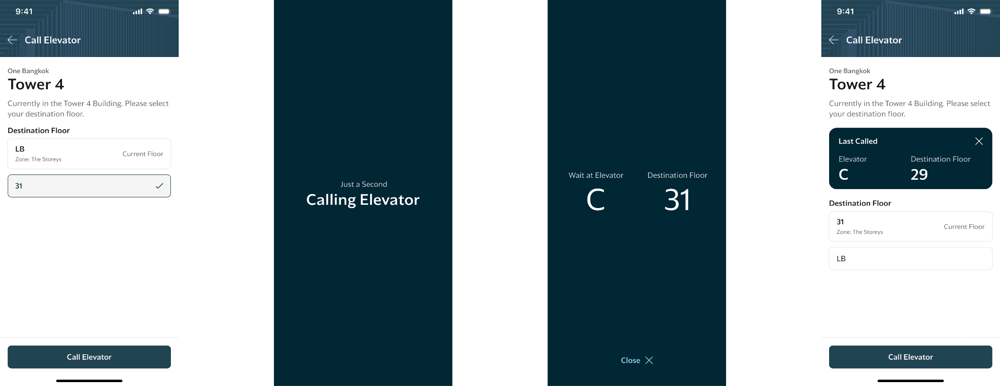 9:41
Call Elevator
One Bangkok
Tower 4
Currently in the Tower 4 Building. Please select
your destination floor.
Destination Floor
LB
Zone: The Storeys
Current Floor
31
Call Elevator
Just a Second
Calling Elevator
Wait at Elevator
C
Destination Floor
31
Close
9:41
Call Elevator
One Bangkok
Tower 4
Currently in the Tower 4 Building. Please select
your destination floor.
Last Called
Elevator
C
Destination Floor
29
Destination Floor
31
Zone: The Storeys
Current Floor
LB
Call Elevator